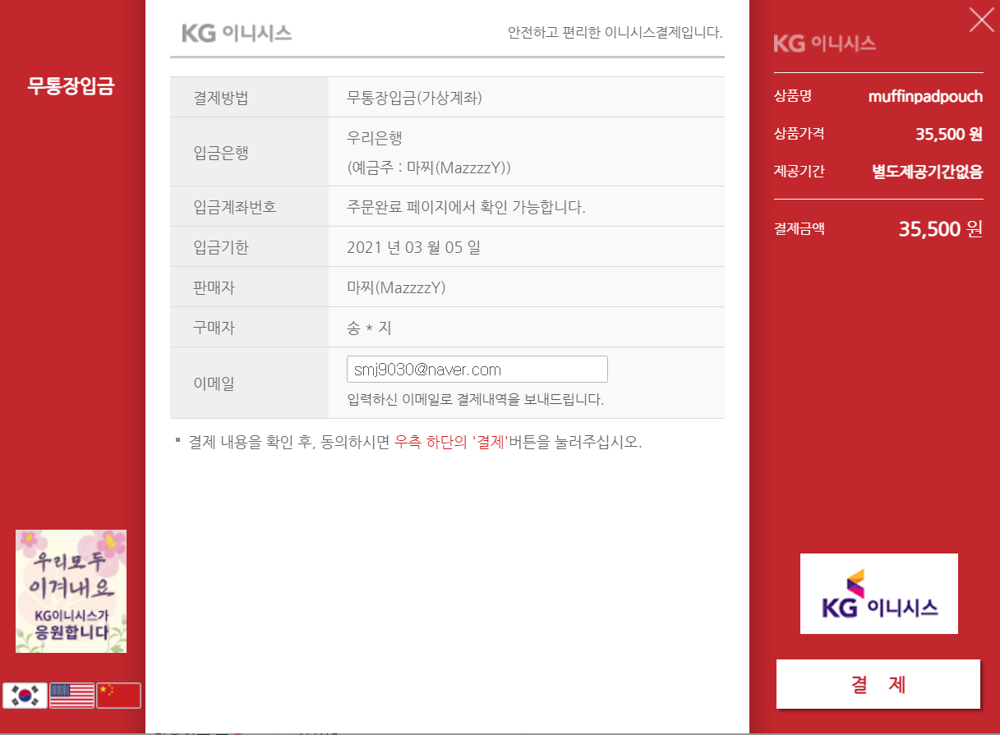 무통장입금
우리모두
이겨내요
KG이니시스가
응원합니다
KG 이니시스
안전하고 편리한 이니시스결제입니다.
결제방법 무통장입금(가상계좌)
입금은행 우리은행
(예금주 : 마찌(MazzzzY))
입금계좌번호 주문완료 페이지에서 확인 가능합니다.
입금기한 2021 년 03 월 05 일
판매자 마찌(MazzzzY)
구매자 송 * 지
이메일 smj9030@naver.com
입력하신 이메일로 결제내역을 보내드립니다.
▪ 결제 내용을 확인 후, 동의하시면 우측 하단의 '결제'버튼을 눌러주십시오.
KG 이니시스
상품명 muffinpadpouch
상품가격 35,500 원
제공기간 별도제공기간없음
결제금액 35,500 원
KG 이니시스
결 제